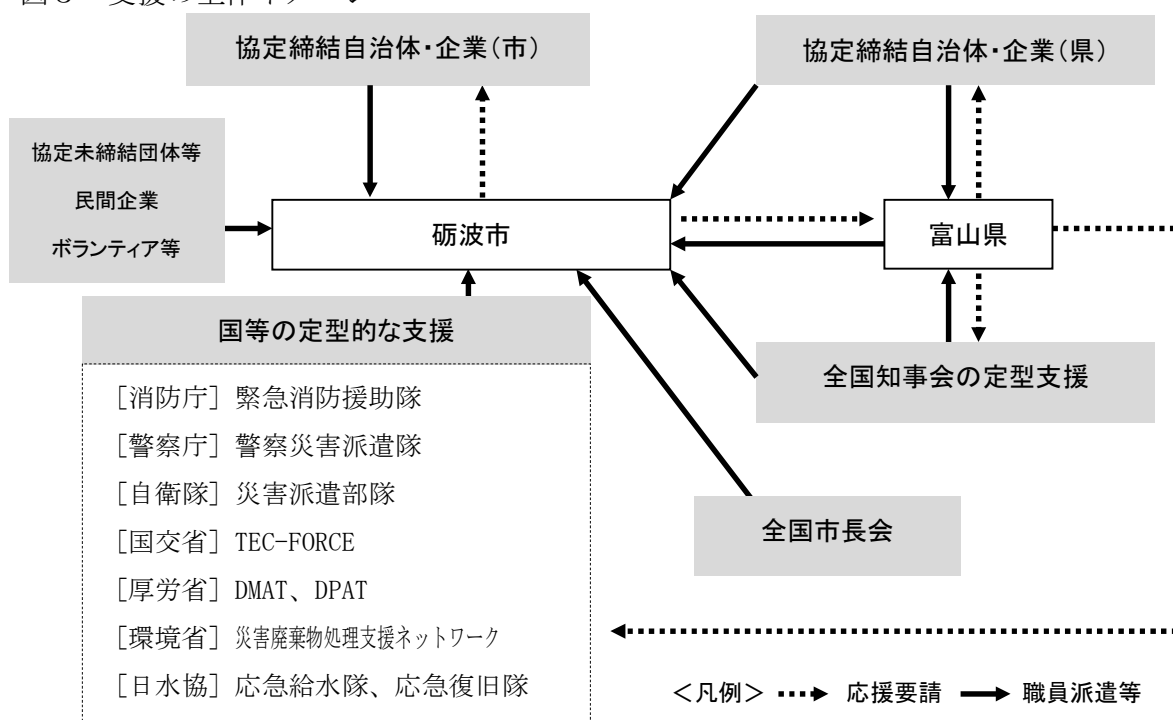 協定締結自治体・企業（市）
協定締結自治体・企業（県）
協定未締結団体等
民間企業
ボランティア等
砺波市
富山県
国等の定型的な支援
全国知事会の定型支援
［消防庁］緊急消防援助隊
［警察庁］警察災害派遣隊
［自衛隊］災害派遣部隊
［国交省］TEC-FORCE
［厚労省］DMAT、DPAT
［環境省］災害廃棄物処理支援ネットワーク
［日水協］応急給水隊、応急復旧隊
全国市長会
＜凡例＞ 応援要請 職員派遣等